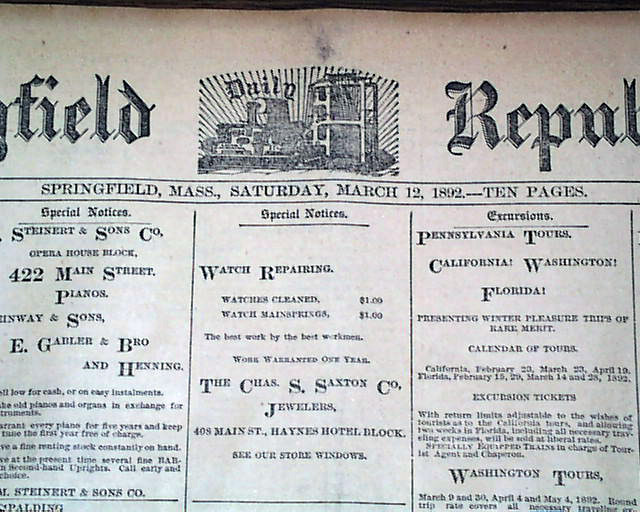 gfield Daily Republ
SPRINGFIELD, MASS., SATURDAY, MARCH 12, 1892.—TEN PAGES.
Special Notices.
. STEINERT & SONS CO,
OPERA HOUSE BLOCK,
422 MAIN STREET.
PIANOS.
INWAY & SONS,
E. GABLER & BRO
AND HENNING.
ell low for cash, or on easy instalments.
ake old pianos and organs in exchange for
truments.
arrant every piano for five years and keep
tune the first year free of charge.
ve a fine renting stock constantly on hand.
ve at the present time several fine BAR-
n Second-hand Uprights. Call early and
choice.
M. STEINERT & SONS CO.
SPALDING
Special Notices.
WATCH REPAIRING.
WATCHES CLEANED, $1.00
WATCH MAINSPRINGS, $1.00
The best work by the best workmen.
WORK WARRANTED ONE YEAR.
THE CHAS. S. SAXTON CO,
JEWELERS,
408 MAIN ST., HAYNES HOTEL BLOCK.
SEE OUR STORE WINDOWS.
Excursions.
PENNSYLVANIA TOURS.
CALIFORNIA! WASHINGTON!
FLORIDA!
PRESENTING WINTER PLEASURE TRIPS OF
RARE MERIT.
CALENDAR OF TOURS.
California, February 23, March 23, April 19.
Florida, February 15, 29, March 14 and 28, 1892.
EXCURSION TICKETS
With return limits adjustable to the wishes of
tourists as to the California tours, and allowing
two weeks in Florida, including all necessary trav-
eling expenses, will be sold at liberal rates.
SPECIALLY EQUIPPED TRAINS in charge of Tour-
ist Agent and Chaperon.
WASHINGTON TOURS,
March 9 and 30, April 4 and May 4, 1892. Round
trip rate covers all necessary traveling ex